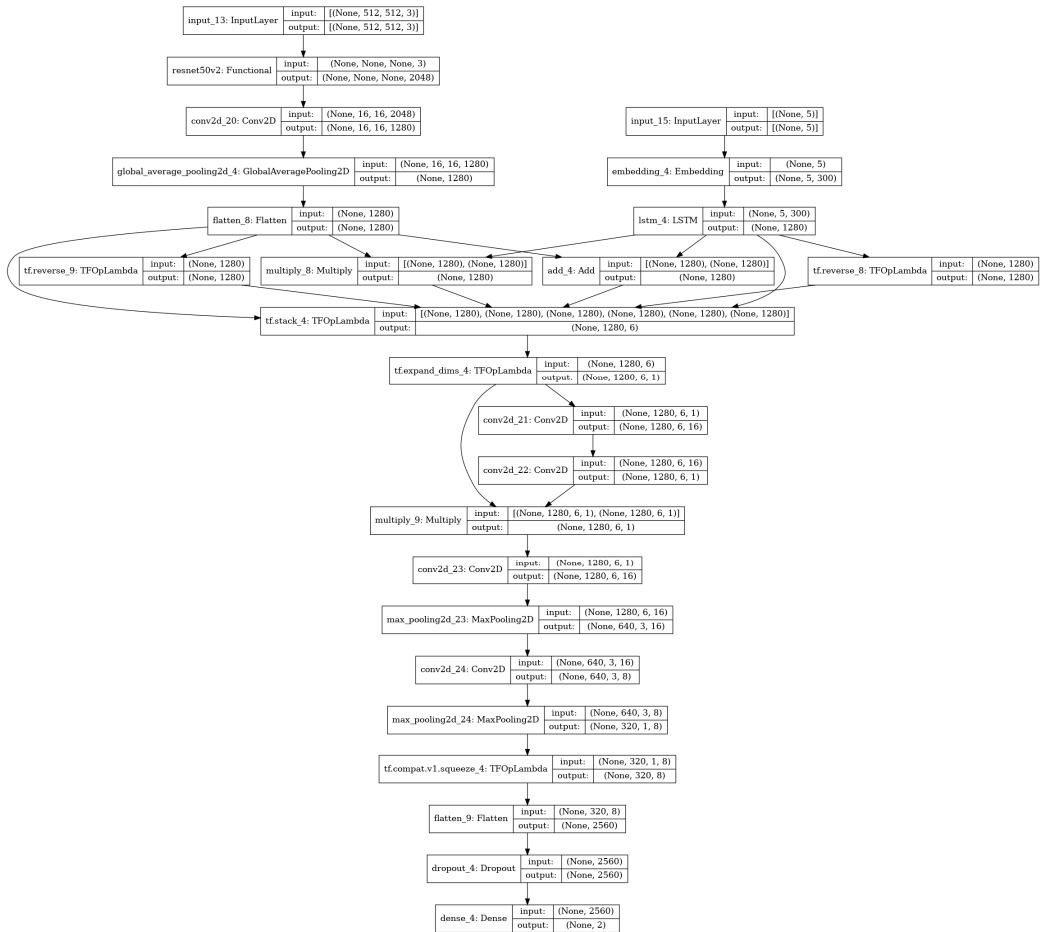 input_13: InputLayer input: [(None, 512, 512, 3)]
output: [(None, 512, 512, 3)]
resnet50v2: Functional input: (None, None, None, 3)
output: (None, None, None, 2048)
conv2d_20: Conv2D input: (None, 16, 16, 2048)
output: (None, 16, 16, 1280)
input_15: InputLayer input: [(None, 5)]
output: [(None, 5)]
global_average_pooling2d_4: GlobalAveragePooling2D input: (None, 16, 16, 1280)
output: (None, 1280)
embedding_4: Embedding input: (None, 5)
output: (None, 5, 300)
flatten_8: Flatten input: (None, 1280)
output: (None, 1280)
lstm_4: LSTM input: (None, 5, 300)
output: (None, 1280)
tf.reverse_9: TFOpLambda input: (None, 1280)
output: (None, 1280)
multiply_8: Multiply input: [(None, 1280), (None, 1280)]
output: (None, 1280)
add_4: Add input: [(None, 1280), (None, 1280)]
output: (None, 1280)
tf.reverse_8: TFOpLambda input: (None, 1280)
output: (None, 1280)
tf.stack_4: TFOpLambda input: [(None, 1280), (None, 1280), (None, 1280), (None, 1280), (None, 1280), (None, 1280)]
output: (None, 1280, 6)
tf.expand_dims_4: TFOpLambda input: (None, 1280, 6)
output: (None, 1280, 6, 1)
conv2d_21: Conv2D input: (None, 1280, 6, 1)
output: (None, 1280, 6, 16)
conv2d_22: Conv2D input: (None, 1280, 6, 16)
output: (None, 1280, 6, 1)
multiply_9: Multiply input: [(None, 1280, 6, 1), (None, 1280, 6, 1)]
output: (None, 1280, 6, 1)
conv2d_23: Conv2D input: (None, 1280, 6, 1)
output: (None, 1280, 6, 16)
max_pooling2d_23: MaxPooling2D input: (None, 1280, 6, 16)
output: (None, 640, 3, 16)
conv2d_24: Conv2D input: (None, 640, 3, 16)
output: (None, 640, 3, 8)
max_pooling2d_24: MaxPooling2D input: (None, 640, 3, 8)
output: (None, 320, 1, 8)
tf.compat.v1.squeeze_4: TFOpLambda input: (None, 320, 1, 8)
output: (None, 320, 8)
flatten_9: Flatten input: (None, 320, 8)
output: (None, 2560)
dropout_4: Dropout input: (None, 2560)
output: (None, 2560)
dense_4: Dense input: (None, 2560)
output: (None, 2)